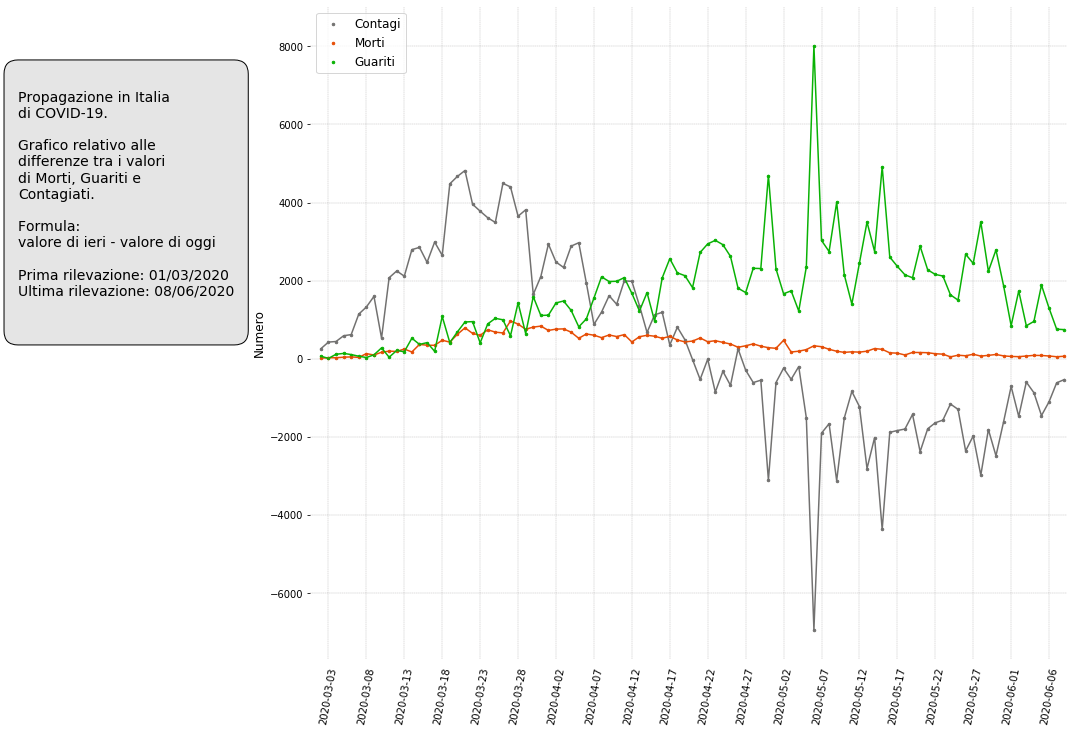 Propagazione in Italia
di COVID-19.
Grafico relativo alle
differenze tra i valori
di Morti, Guariti e
Contagiati.
Formula:
valore di ieri - valore di oggi
Prima rilevazione: 01/03/2020
Ultima rilevazione: 08/06/2020
Numero
Contagi
Morti
Guariti
8000
6000
4000
2000
0
−2000
−4000
−6000
2020-03-03
2020-03-08
2020-03-13
2020-03-18
2020-03-23
2020-03-28
2020-04-02
2020-04-07
2020-04-12
2020-04-17
2020-04-22
2020-04-27
2020-05-02
2020-05-07
2020-05-12
2020-05-17
2020-05-22
2020-05-27
2020-06-01
2020-06-06